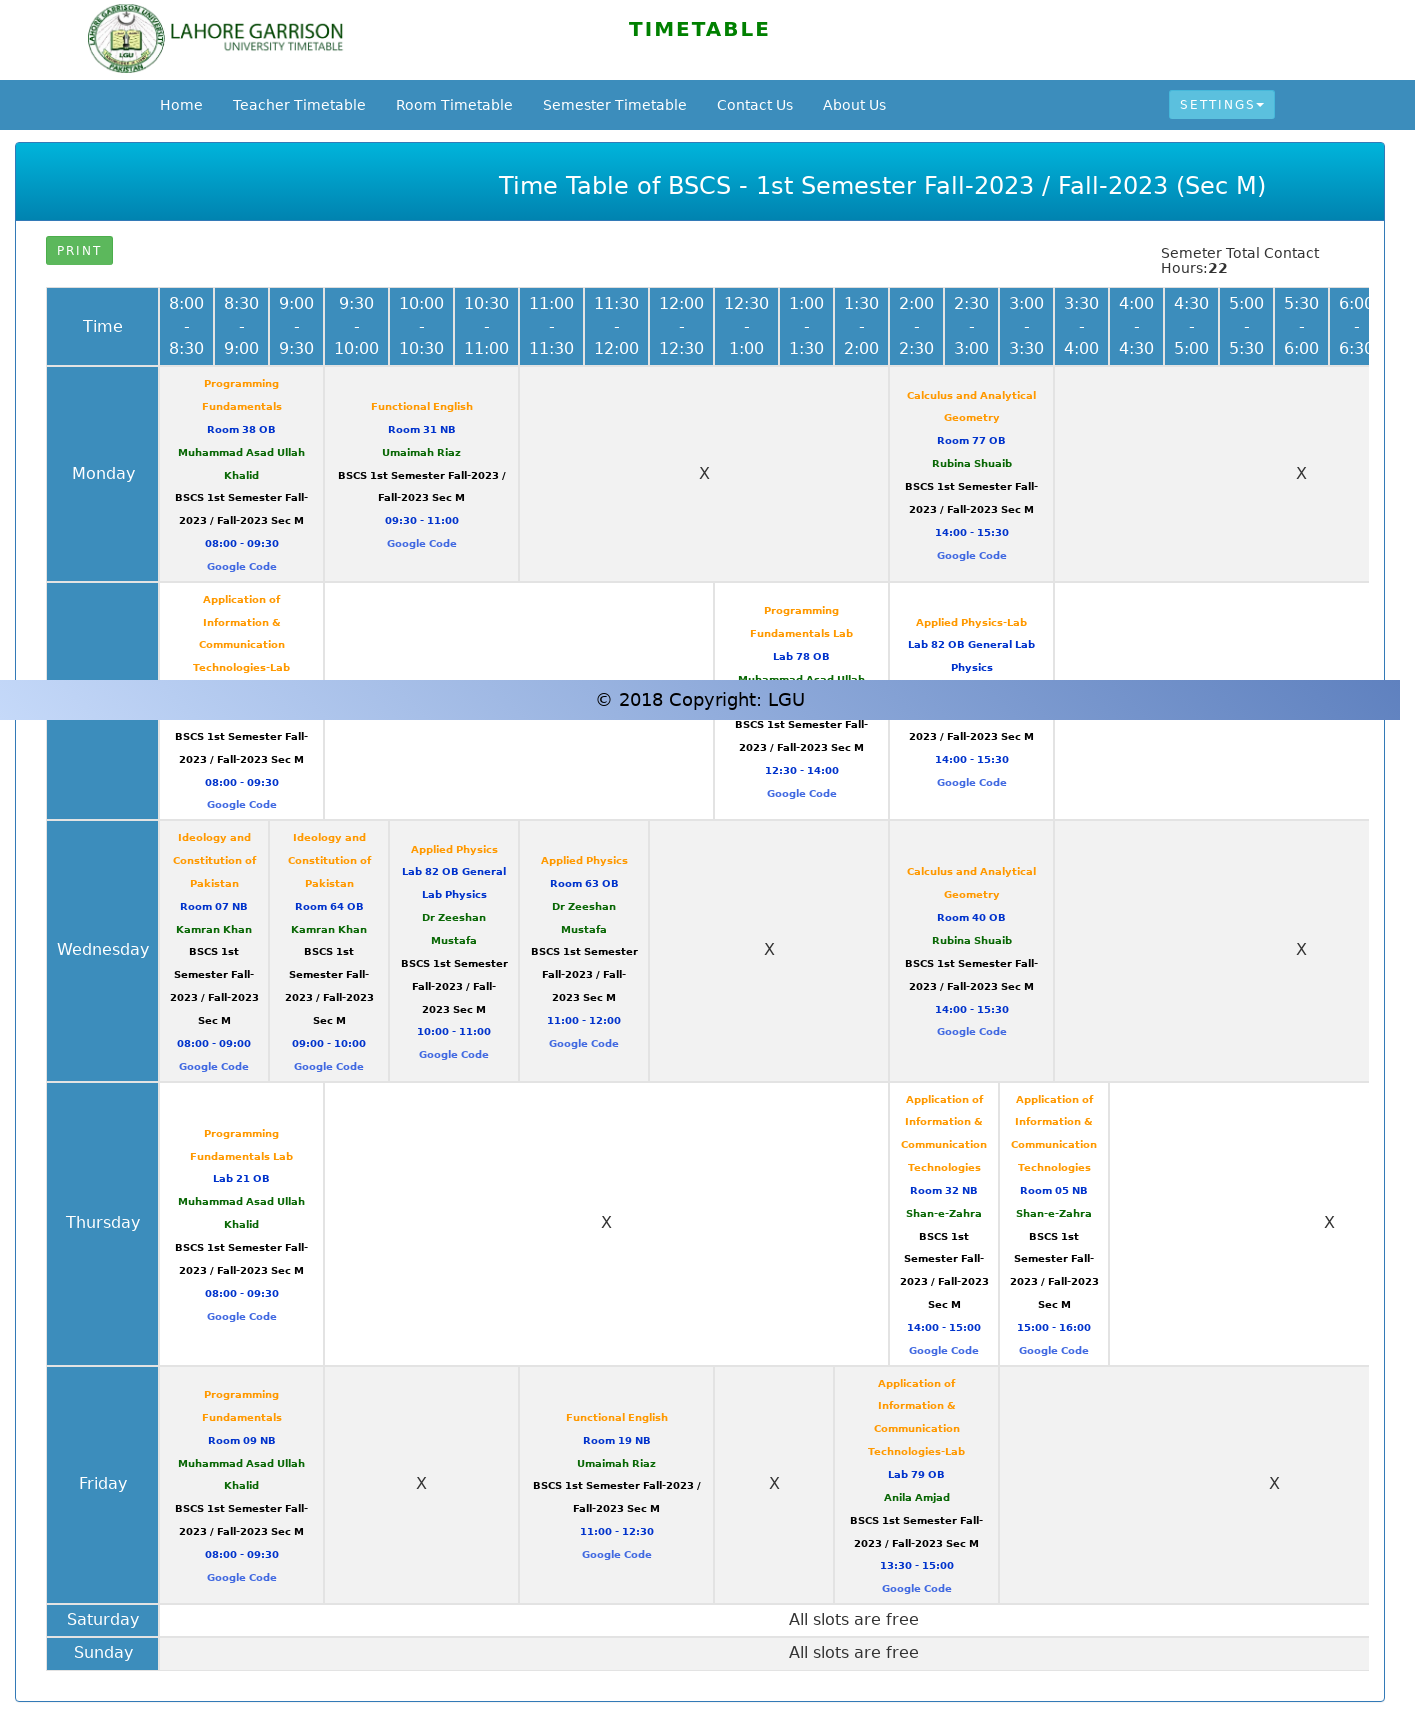 LAHORE GARRISON
UNIVERSITY TIMETABLE
LGU
TIMETABLE
Home Teacher Timetable Room Timetable Semester Timetable Contact Us About Us SETTINGS
Time Table of BSCS - 1st Semester Fall-2023 / Fall-2023 (Sec M)
PRINT
Semeter Total Contact
Hours:22
Time
8:00 - 8:30
8:30 - 9:00
9:00 - 9:30
9:30 - 10:00
10:00 - 10:30
10:30 - 11:00
11:00 - 11:30
11:30 - 12:00
12:00 - 12:30
12:30 - 1:00
1:00 - 1:30
1:30 - 2:00
2:00 - 2:30
2:30 - 3:00
3:00 - 3:30
3:30 - 4:00
4:00 - 4:30
4:30 - 5:00
5:00 - 5:30
5:30 - 6:00
6:00 - 6:30
Monday
Programming
Fundamentals
Room 38 OB
Muhammad Asad Ullah
Khalid
BSCS 1st Semester Fall-
2023 / Fall-2023 Sec M
08:00 - 09:30
Google Code
Functional English
Room 31 NB
Umaimah Riaz
BSCS 1st Semester Fall-2023 /
Fall-2023 Sec M
09:30 - 11:00
Google Code
X
Calculus and Analytical
Geometry
Room 77 OB
Rubina Shuaib
BSCS 1st Semester Fall-
2023 / Fall-2023 Sec M
14:00 - 15:30
Google Code
X
Application of
Information &
Communication
Technologies-Lab
BSCS 1st Semester Fall-
2023 / Fall-2023 Sec M
08:00 - 09:30
Google Code
Programming
Fundamentals Lab
Lab 78 OB
Muhammad Asad Ullah
BSCS 1st Semester Fall-
2023 / Fall-2023 Sec M
12:30 - 14:00
Google Code
Applied Physics-Lab
Lab 82 OB General Lab
Physics
2023 / Fall-2023 Sec M
14:00 - 15:30
Google Code
© 2018 Copyright: LGU
Wednesday
Ideology and
Constitution of
Pakistan
Room 07 NB
Kamran Khan
BSCS 1st
Semester Fall-
2023 / Fall-2023
Sec M
08:00 - 09:00
Google Code
Ideology and
Constitution of
Pakistan
Room 64 OB
Kamran Khan
BSCS 1st
Semester Fall-
2023 / Fall-2023
Sec M
09:00 - 10:00
Google Code
Applied Physics
Lab 82 OB General
Lab Physics
Dr Zeeshan
Mustafa
BSCS 1st Semester
Fall-2023 / Fall-
2023 Sec M
10:00 - 11:00
Google Code
Applied Physics
Room 63 OB
Dr Zeeshan
Mustafa
BSCS 1st Semester
Fall-2023 / Fall-
2023 Sec M
11:00 - 12:00
Google Code
X
Calculus and Analytical
Geometry
Room 40 OB
Rubina Shuaib
BSCS 1st Semester Fall-
2023 / Fall-2023 Sec M
14:00 - 15:30
Google Code
X
Thursday
Programming
Fundamentals Lab
Lab 21 OB
Muhammad Asad Ullah
Khalid
BSCS 1st Semester Fall-
2023 / Fall-2023 Sec M
08:00 - 09:30
Google Code
X
Application of
Information &
Communication
Technologies
Room 32 NB
Shan-e-Zahra
BSCS 1st
Semester Fall-
2023 / Fall-2023
Sec M
14:00 - 15:00
Google Code
Application of
Information &
Communication
Technologies
Room 05 NB
Shan-e-Zahra
BSCS 1st
Semester Fall-
2023 / Fall-2023
Sec M
15:00 - 16:00
Google Code
X
Friday
Programming
Fundamentals
Room 09 NB
Muhammad Asad Ullah
Khalid
BSCS 1st Semester Fall-
2023 / Fall-2023 Sec M
08:00 - 09:30
Google Code
X
Functional English
Room 19 NB
Umaimah Riaz
BSCS 1st Semester Fall-2023 /
Fall-2023 Sec M
11:00 - 12:30
Google Code
X
Application of
Information &
Communication
Technologies-Lab
Lab 79 OB
Anila Amjad
BSCS 1st Semester Fall-
2023 / Fall-2023 Sec M
13:30 - 15:00
Google Code
X
Saturday
All slots are free
Sunday
All slots are free